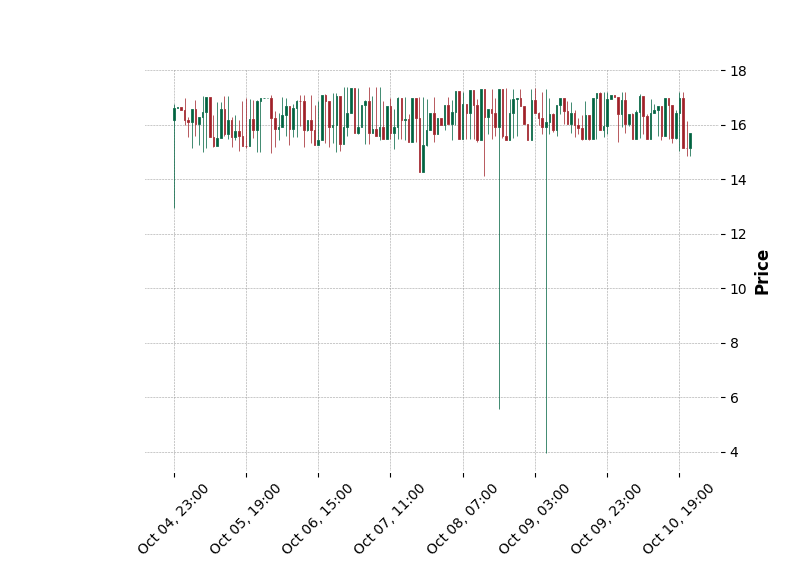 18
16
14
12
10
8
6
4
Price
Oct 04, 23:00
Oct 05, 19:00
Oct 06, 15:00
Oct 07, 11:00
Oct 08, 07:00
Oct 09, 03:00
Oct 09, 23:00
Oct 10, 19:00